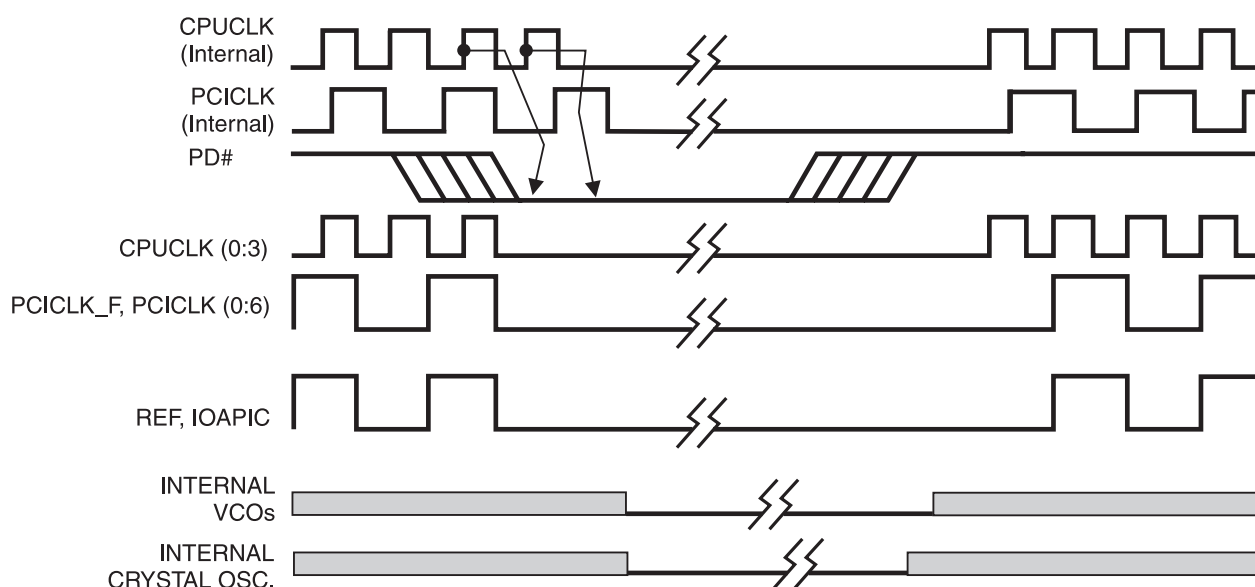 CPUCLK
(Internal)
PCICLK
(Internal)
PD#
CPUCLK (0:3)
PCICLK_F, PCICLK (0:6)
REF, IOAPIC
INTERNAL
VCOs
INTERNAL
CRYSTAL OSC.